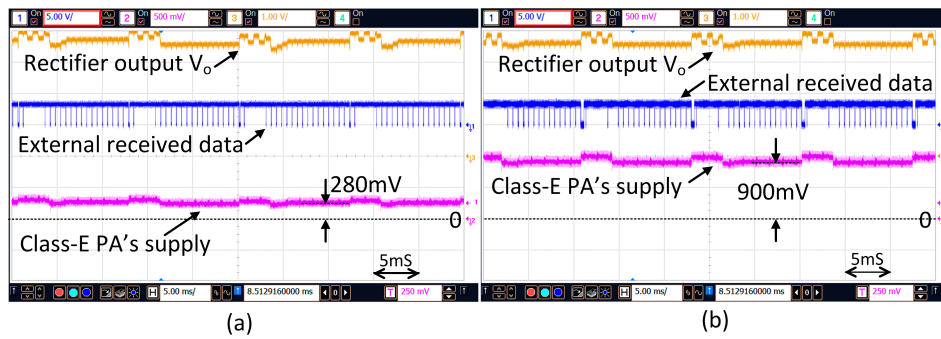 1 On 5.00 V/ 2 On 500 mV/ 3 On 1.00 V/ 4 On
Rectifier output Vo
External received data
280mV
Class-E PA's supply
0
5mS
H 5.00 ms/ 8.5129160000 ms 0 T 250 mV
(a)
1 On 5.00 V/ 2 On 500 mV/ 3 On 1.00 V/ 4 On
Rectifier output Vo
External received data
Class-E PA's supply
900mV
0
5mS
H 5.00 ms/ 8.5129160000 ms 0 T 250 mV
(b)